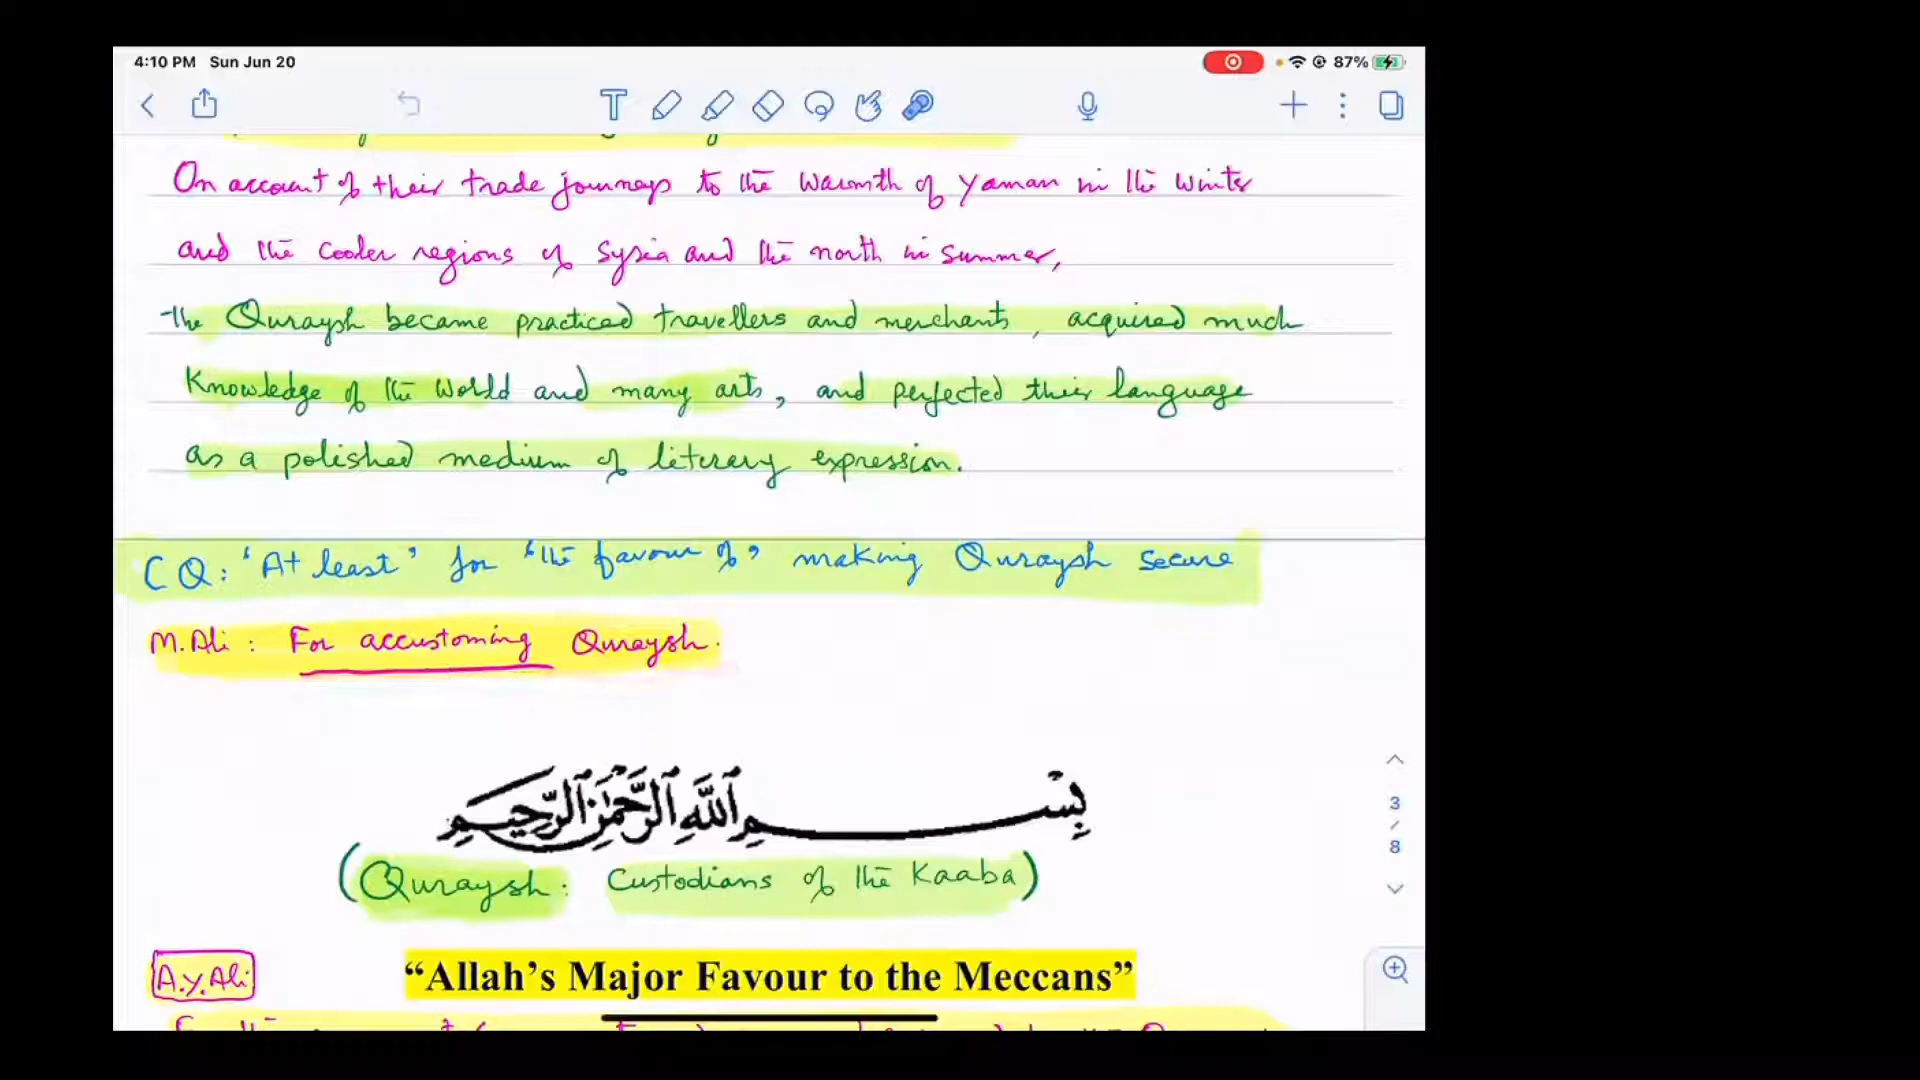 4:10 PM Sun Jun 20
87%
On account of their trade journeys to the warmth of Yaman in the winter
and the cooler regions of Syria and the north in summer,
the Quraysh became practiced travellers and merchants, acquired much
knowledge of the world and many arts, and perfected their language
as a polished medium of literary expression.
CQ: 'At least' for 'the favour of' making Quraysh secure
M. Ali: For accustoming Quraysh.
بِسْمِ ٱللَّهِ ٱلرَّحْمَٰنِ ٱلرَّحِيمِ
3
/
8
(Quraysh: Custodians of the Kaaba)
A.Y.Ali
“Allah’s Major Favour to the Meccans”